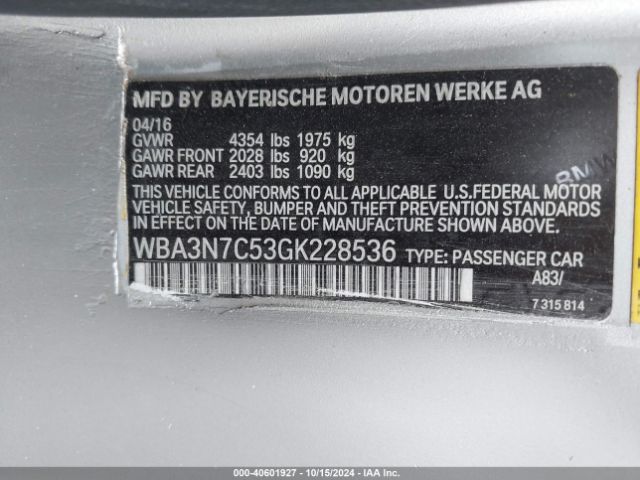 MFD BY BAYERISCHE MOTOREN WERKE AG
04/16
GVWR 4354 lbs 1975 kg
GAWR FRONT 2028 lbs 920 kg
GAWR REAR 2403 lbs 1090 kg
BMW
THIS VEHICLE CONFORMS TO ALL APPLICABLE U.S.FEDERAL MOTOR
VEHICLE SAFETY, BUMPER AND THEFT PREVENTION STANDARDS
IN EFFECT ON THE DATE OF MANUFACTURE SHOWN ABOVE.
WBA3N7C53GK228536 TYPE: PASSENGER CAR
A83/
7 315 814
000-40601927 - 10/15/2024 - IAAI.com